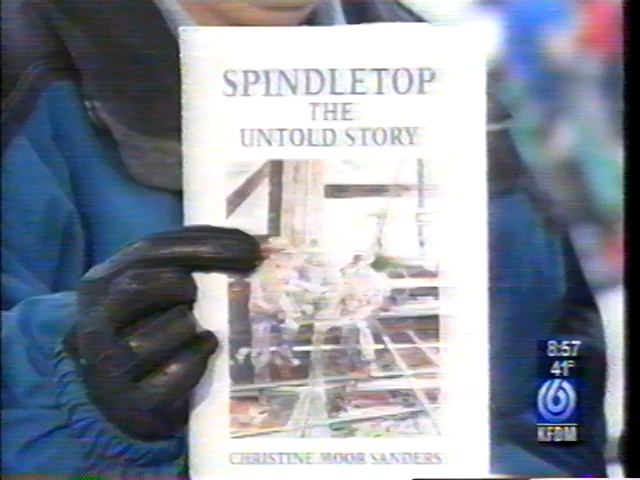 SPINDLETOP
THE
UNTOLD STORY
CHRISTINE MOOR SANDERS
8:57
41°
6
KFDM